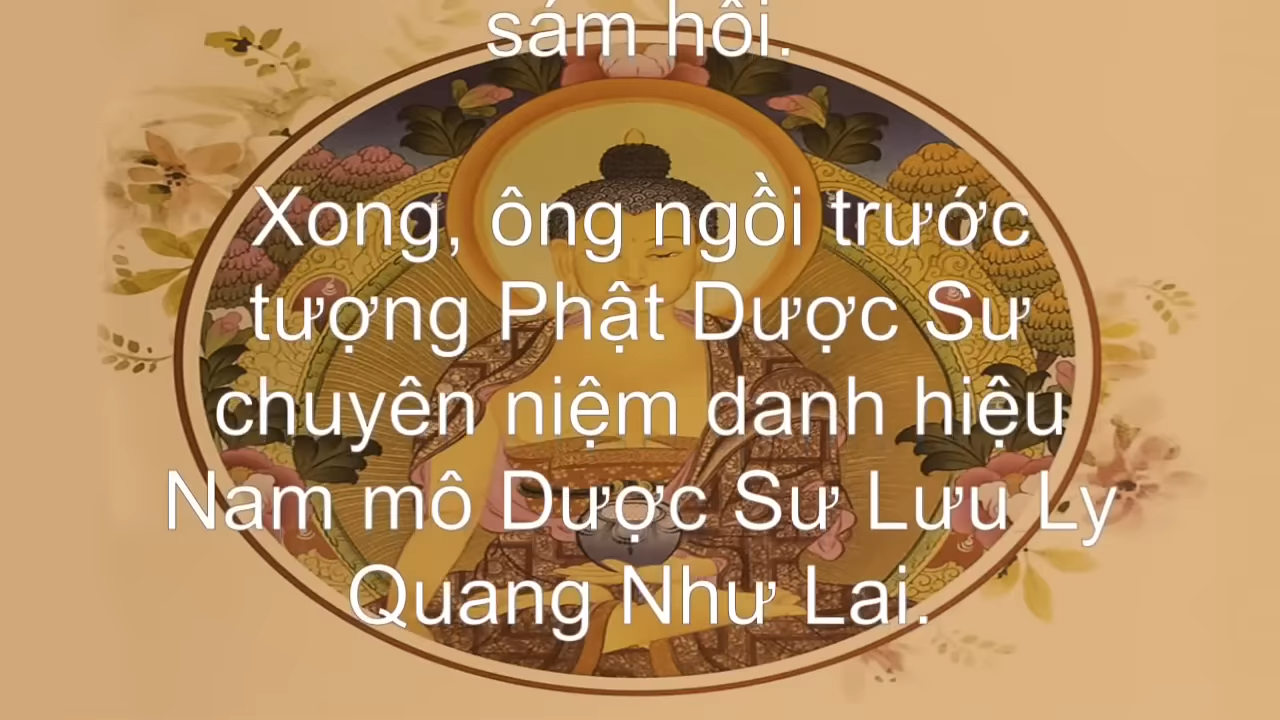 sám hối.
Xong, ông ngồi trước
tượng Phật Dược Sư
chuyên niệm danh hiệu
Nam mô Dược Sư Lưu Ly
Quang Như Lai.